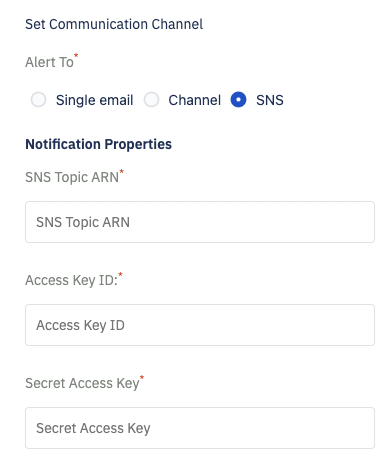 Set Communication Channel
Alert To*
Single email Channel SNS
Notification Properties
SNS Topic ARN*
SNS Topic ARN
Access Key ID:*
Access Key ID
Secret Access Key*
Secret Access Key